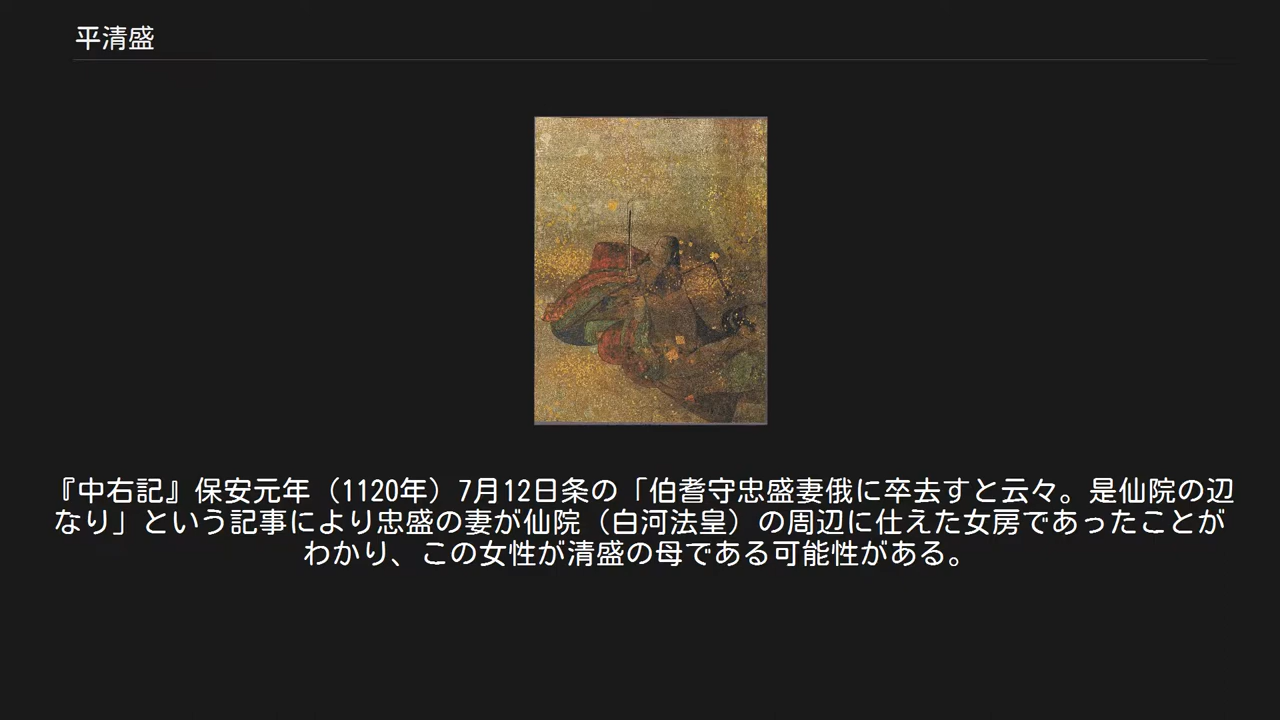 平清盛
『中右記』保安元年（1120年）7月12日条の「伯耆守忠盛妻俄に卒去すと云々。是仙院の辺
なり」という記事により忠盛の妻が仙院（白河法皇）の周辺に仕えた女房であったことが
わかり、この女性が清盛の母である可能性がある。